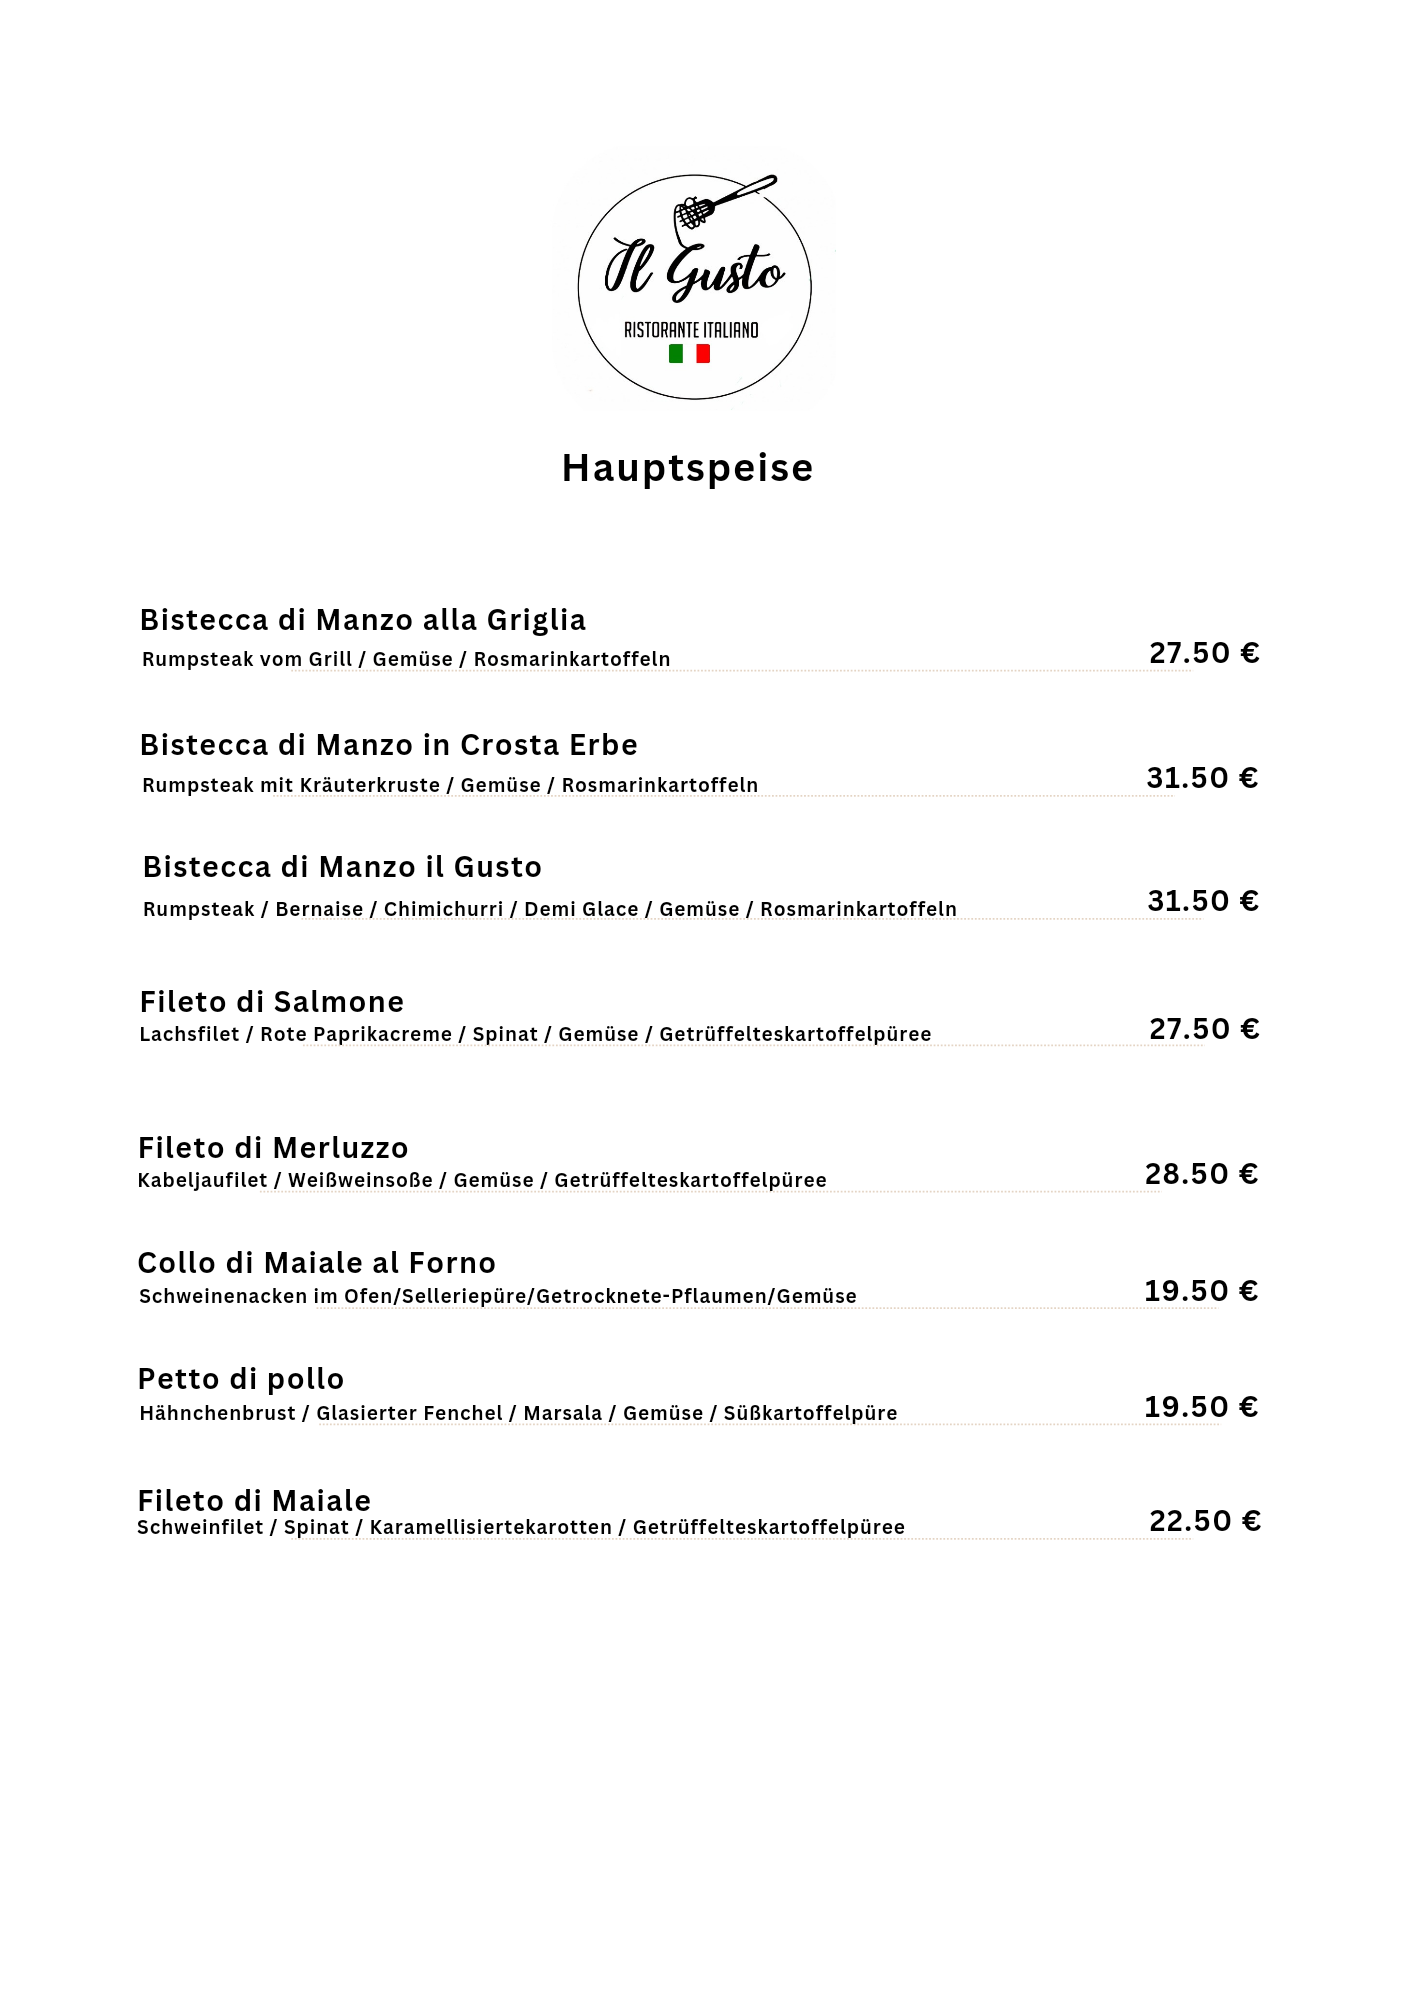 Il Gusto
RISTORANTE ITALIANO
Hauptspeise
Bistecca di Manzo alla Griglia
Rumpsteak vom Grill / Gemüse / Rosmarinkartoffeln
27.50 €
Bistecca di Manzo in Crosta Erbe
Rumpsteak mit Kräuterkruste / Gemüse / Rosmarinkartoffeln
31.50 €
Bistecca di Manzo il Gusto
Rumpsteak / Bernaise / Chimichurri / Demi Glace / Gemüse / Rosmarinkartoffeln
31.50 €
Fileto di Salmone
Lachsfilet / Rote Paprikacreme / Spinat / Gemüse / Getrüffelteskartoffelpüree
27.50 €
Fileto di Merluzzo
Kabeljaufilet / Weißweinsoße / Gemüse / Getrüffelteskartoffelpüree
28.50 €
Collo di Maiale al Forno
Schweinenacken im Ofen/Selleriepüre/Getrocknete-Pflaumen/Gemüse
19.50 €
Petto di pollo
Hähnchenbrust / Glasierter Fenchel / Marsala / Gemüse / Süßkartoffelpüre
19.50 €
Fileto di Maiale
Schweinfilet / Spinat / Karamellisiertekarotten / Getrüffelteskartoffelpüree
22.50 €